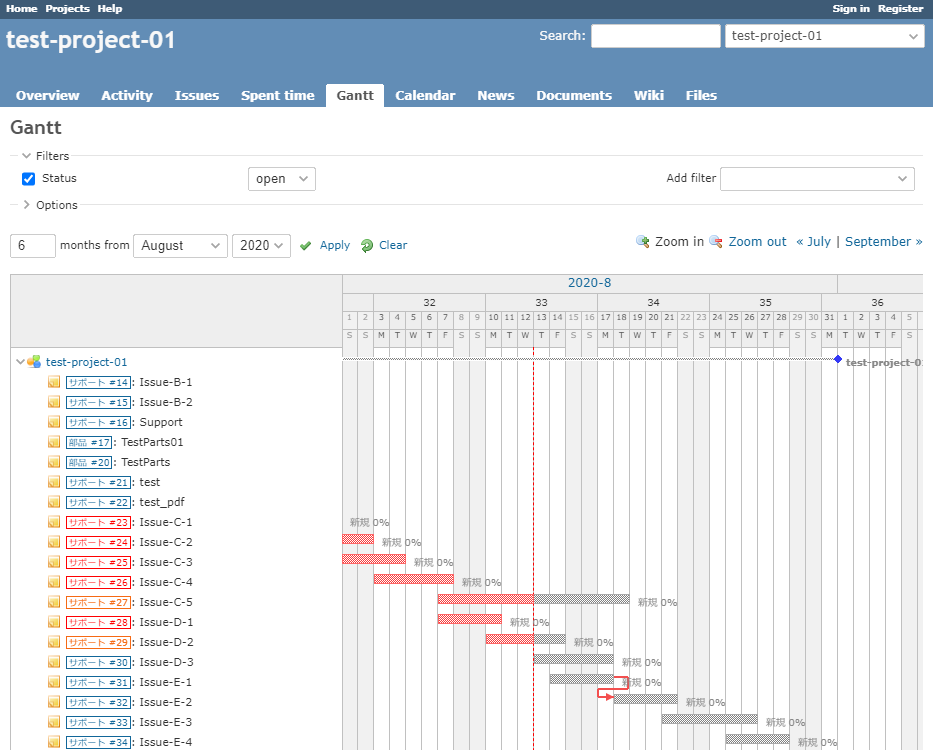 Home Projects Help Sign in Register
test-project-01 Search: test-project-01
Overview Activity Issues Spent time Gantt Calendar News Documents Wiki Files
Gantt
Filters
Status open Add filter
Options
6 months from August 2020 Apply Clear Zoom in Zoom out « July | September »
2020-8
32 33 34 35 36
1 2 3 4 5 6 7 8 9 10 11 12 13 14 15 16 17 18 19 20 21 22 23 24 25 26 27 28 29 30 31 1 2 3 4 5
S S M T W T F S S M T W T F S S M T W T F S S M T W T F S S M T W T F S
test-project-01 test-project-0
サポート #14: Issue-B-1
サポート #15: Issue-B-2
サポート #16: Support
部品 #17: TestParts01
部品 #20: TestParts
サポート #21: test
サポート #22: test_pdf
サポート #23: Issue-C-1 新規 0%
サポート #24: Issue-C-2 新規 0%
サポート #25: Issue-C-3 新規 0%
サポート #26: Issue-C-4 新規 0%
サポート #27: Issue-C-5 新規 0%
サポート #28: Issue-D-1 新規 0%
サポート #29: Issue-D-2 新規 0%
サポート #30: Issue-D-3 新規 0%
サポート #31: Issue-E-1 新規 0%
サポート #32: Issue-E-2 新規 0%
サポート #33: Issue-E-3 新規 0%
サポート #34: Issue-E-4 新規 0%